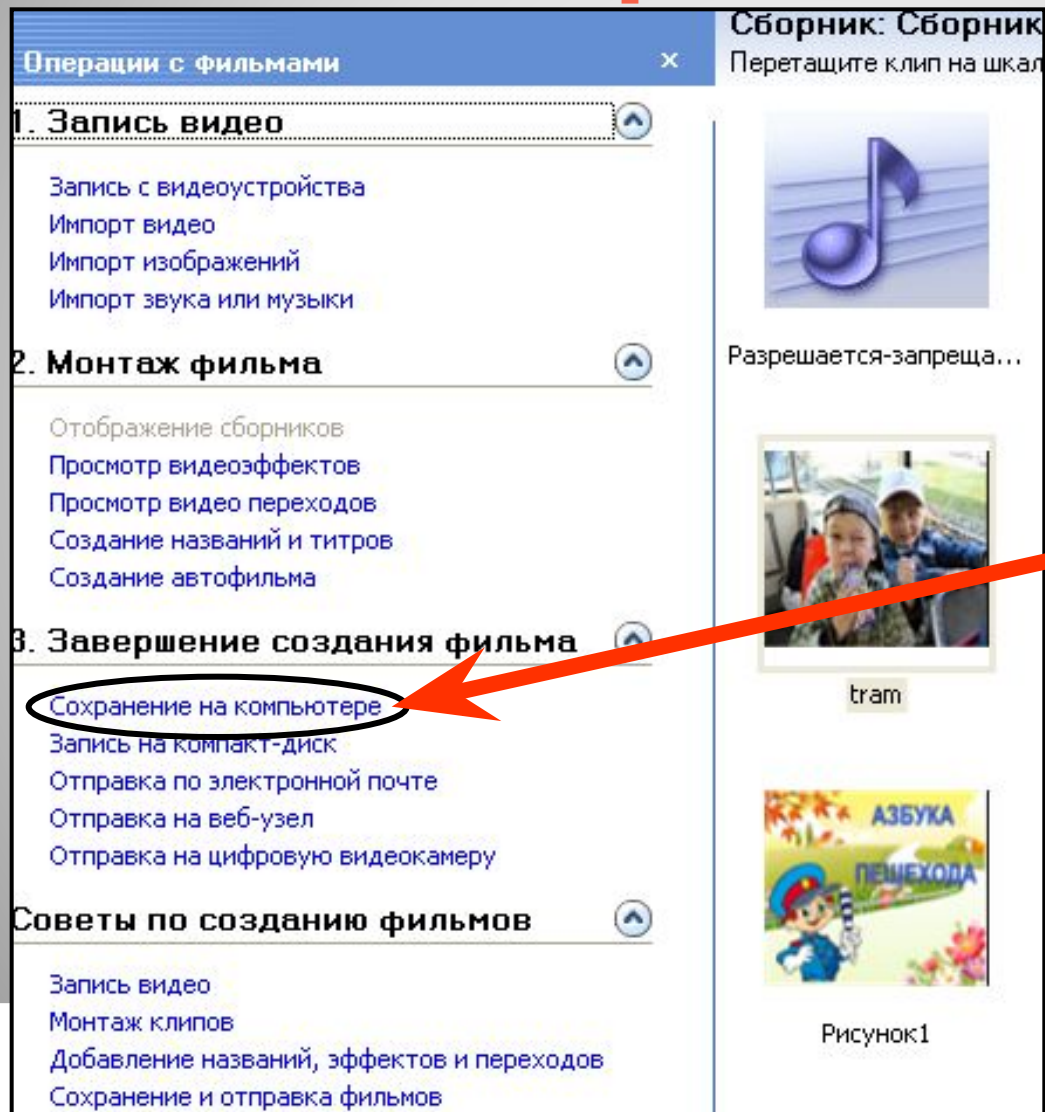 Операции с фильмами
1. Запись видео
Запись с видеоустройства
Импорт видео
Импорт изображений
Импорт звука или музыки
2. Монтаж фильма
Отображение сборников
Просмотр видеоэффектов
Просмотр видео переходов
Создание названий и титров
Создание автофильма
3. Завершение создания фильма
Сохранение на компьютере
Запись на компакт-диск
Отправка по электронной почте
Отправка на веб-узел
Отправка на цифровую видеокамеру
Советы по созданию фильмов
Запись видео
Монтаж клипов
Добавление названий, эффектов и переходов
Сохранение и отправка фильмов
Сборник: Сборник
Перетащите клип на шкал
Разрешается-запреща...
tram
АЗБУКА
ПЕШЕХОДА
Рисунок1